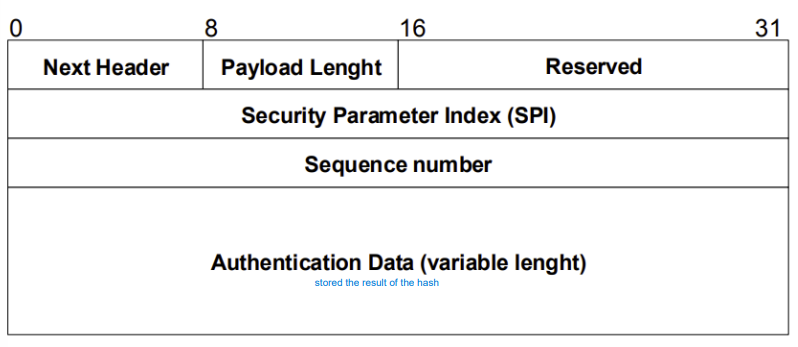 0 8 16 31
Next Header Payload Lenght Reserved
Security Parameter Index (SPI)
Sequence number
Authentication Data (variable lenght)
stored the result of the hash